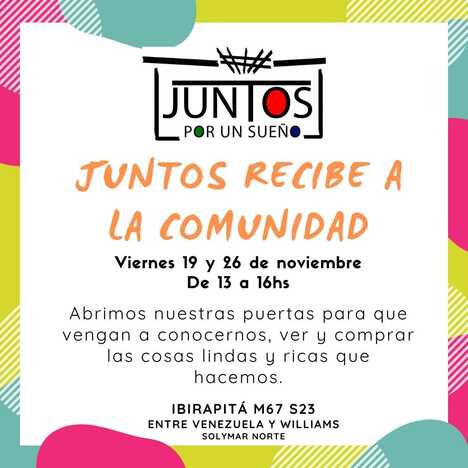 JUNTOS
POR UN SUEÑO
JUNTOS RECIBE A
LA COMUNIDAD
Viernes 19 y 26 de noviembre
De 13 a 16hs
Abrimos nuestras puertas para que
vengan a conocernos, ver y comprar
las cosas lindas y ricas que
hacemos.
IBIRAPITÁ M67 S23
ENTRE VENEZUELA Y WILLIAMS
SOLYMAR NORTE